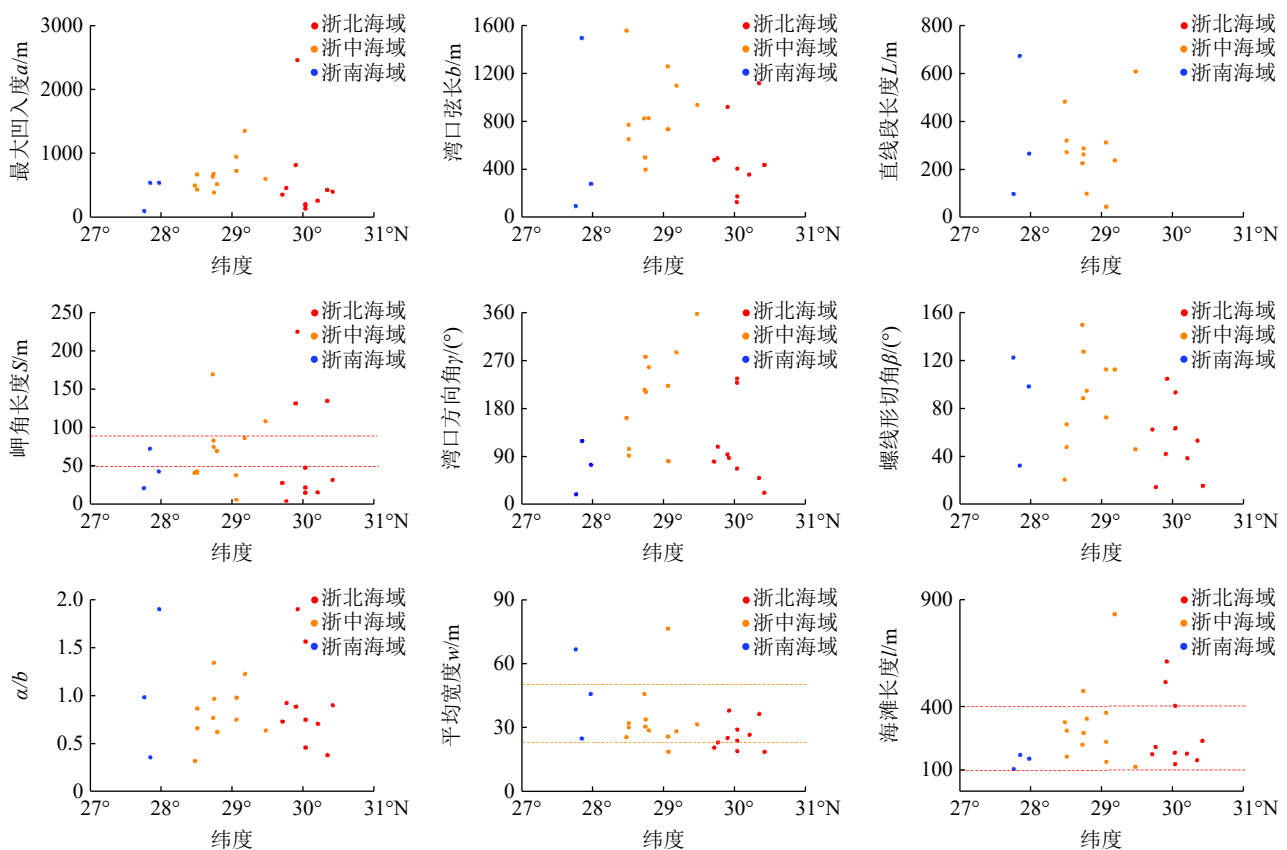 最大凹入度a/m
3000
2000
1000
0
27°
28°
29°
30°
31°N
纬度
浙北海域
浙中海域
浙南海域
湾口弦长b/m
1600
1200
800
400
0
27°
28°
29°
30°
31°N
纬度
浙北海域
浙中海域
浙南海域
直线段长度L/m
800
600
400
200
0
27°
28°
29°
30°
31°N
纬度
浙北海域
浙中海域
浙南海域
岬角长度S/m
250
200
150
100
50
0
27°
28°
29°
30°
31°N
纬度
浙北海域
浙中海域
浙南海域
湾口方向角γ/(°)
360
270
180
90
0
27°
28°
29°
30°
31°N
纬度
浙北海域
浙中海域
浙南海域
螺线形切角β/(°)
160
120
80
40
0
27°
28°
29°
30°
31°N
纬度
浙北海域
浙中海域
浙南海域
a/b
2.0
1.5
1.0
0.5
0
27°
28°
29°
30°
31°N
纬度
浙北海域
浙中海域
浙南海域
平均宽度w/m
90
60
30
0
27°
28°
29°
30°
31°N
纬度
浙北海域
浙中海域
浙南海域
海滩长度l/m
900
400
100
27°
28°
29°
30°
31°N
纬度
浙北海域
浙中海域
浙南海域